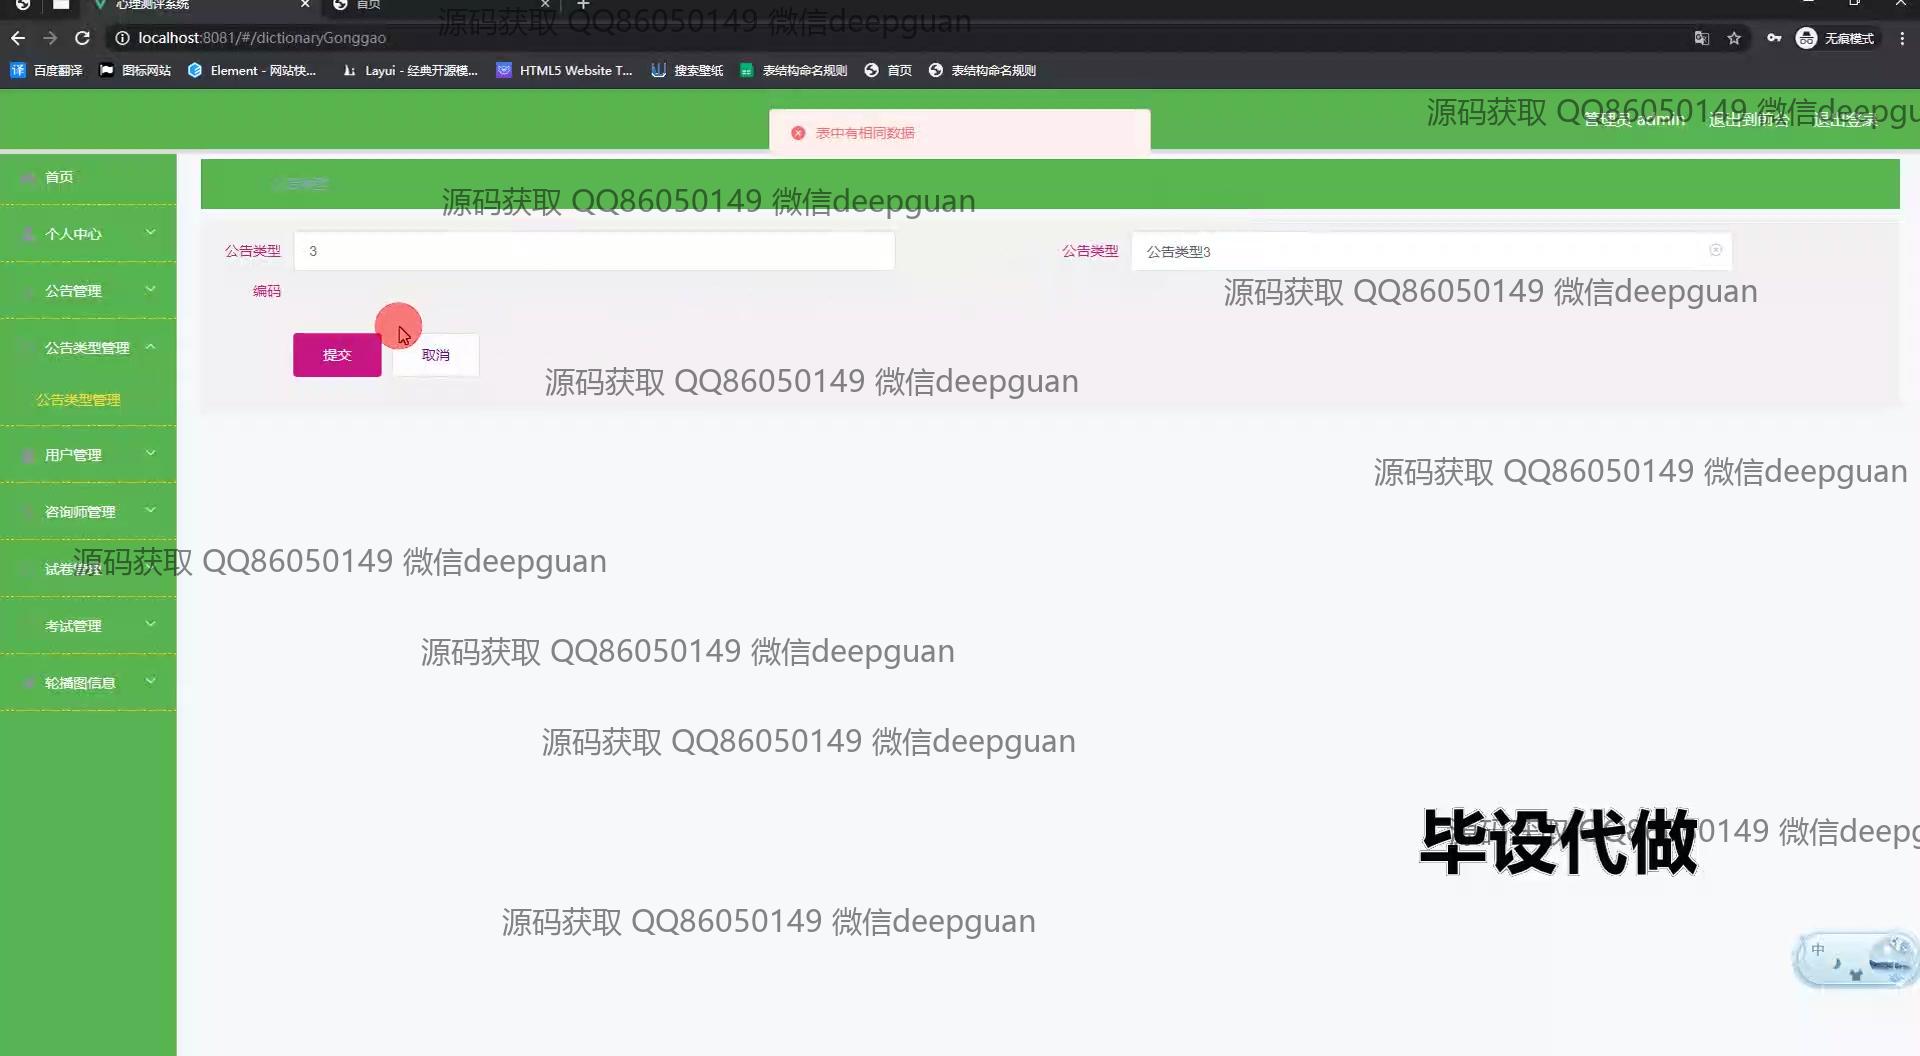 心理测评系统
首页
源码获取 QQ86050149 微信deepguan
localhost:8081/#/dictionaryGonggao
无痕模式
百度翻译
图标网站
Element - 网站快...
Layui - 经典开源模...
HTML5 Website T...
搜索壁纸
表结构命名规则
首页
表结构命名规则
表中有相同数据
源码获取 QQ86050149 微信deepgu
管理员 admin
退出到前台
退出登录
首页
公告类型
源码获取 QQ86050149 微信deepguan
个人中心
公告类型
3
公告类型
公告类型3
公告管理
编码
源码获取 QQ86050149 微信deepguan
公告类型管理
提交
取消
源码获取 QQ86050149 微信deepguan
公告类型管理
用户管理
源码获取 QQ86050149 微信deepguan
咨询师管理
试卷管理
源码获取 QQ86050149 微信deepguan
考试管理
源码获取 QQ86050149 微信deepguan
轮播图信息
源码获取 QQ86050149 微信deepguan
源码获取 QQ86050149 微信deepg
毕设代做
源码获取 QQ86050149 微信deepguan
中